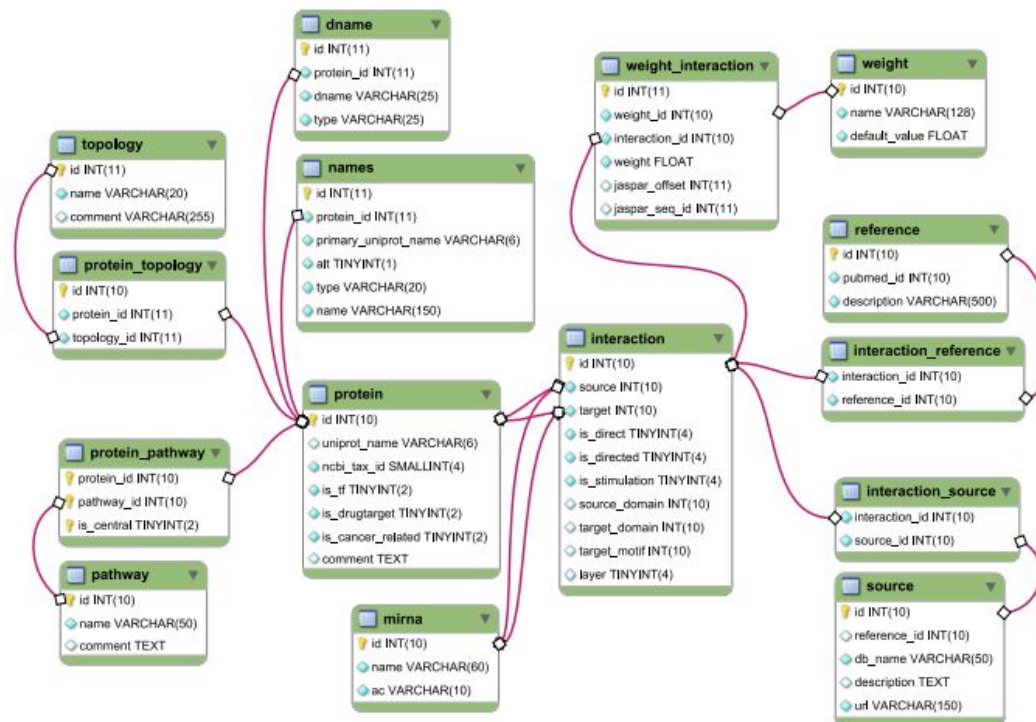 dname
id INT(11)
protein_id INT(11)
dname VARCHAR(25)
type VARCHAR(25)
topology
id INT(11)
name VARCHAR(20)
comment VARCHAR(255)
names
id INT(11)
protein_id INT(11)
primary_uniprot_name VARCHAR(6)
alt TINYINT(1)
type VARCHAR(20)
name VARCHAR(150)
protein_topology
id INT(10)
protein_id INT(11)
topology_id INT(11)
protein
id INT(10)
uniprot_name VARCHAR(6)
ncbi_tax_id SMALLINT(4)
is_tf TINYINT(2)
is_drugtarget TINYINT(2)
is_cancer_related TINYINT(2)
comment TEXT
protein_pathway
protein_id INT(10)
pathway_id INT(10)
is_central TINYINT(2)
pathway
id INT(10)
name VARCHAR(50)
comment TEXT
mirna
id INT(10)
name VARCHAR(60)
ac VARCHAR(10)
weight_interaction
id INT(11)
weight_id INT(10)
interaction_id INT(10)
weight FLOAT
jaspar_offset INT(11)
jaspar_seq_id INT(11)
weight
id INT(10)
name VARCHAR(128)
default_value FLOAT
reference
id INT(10)
pubmed_id INT(10)
description VARCHAR(500)
interaction
id INT(10)
source INT(10)
target INT(10)
is_direct TINYINT(4)
is_directed TINYINT(4)
is_stimulation TINYINT(4)
source_domain INT(10)
target_domain INT(10)
target_motif INT(10)
layer TINYINT(4)
interaction_reference
interaction_id INT(10)
reference_id INT(10)
interaction_source
interaction_id INT(10)
source_id INT(10)
source
id INT(10)
reference_id INT(10)
db_name VARCHAR(50)
description TEXT
url VARCHAR(150)